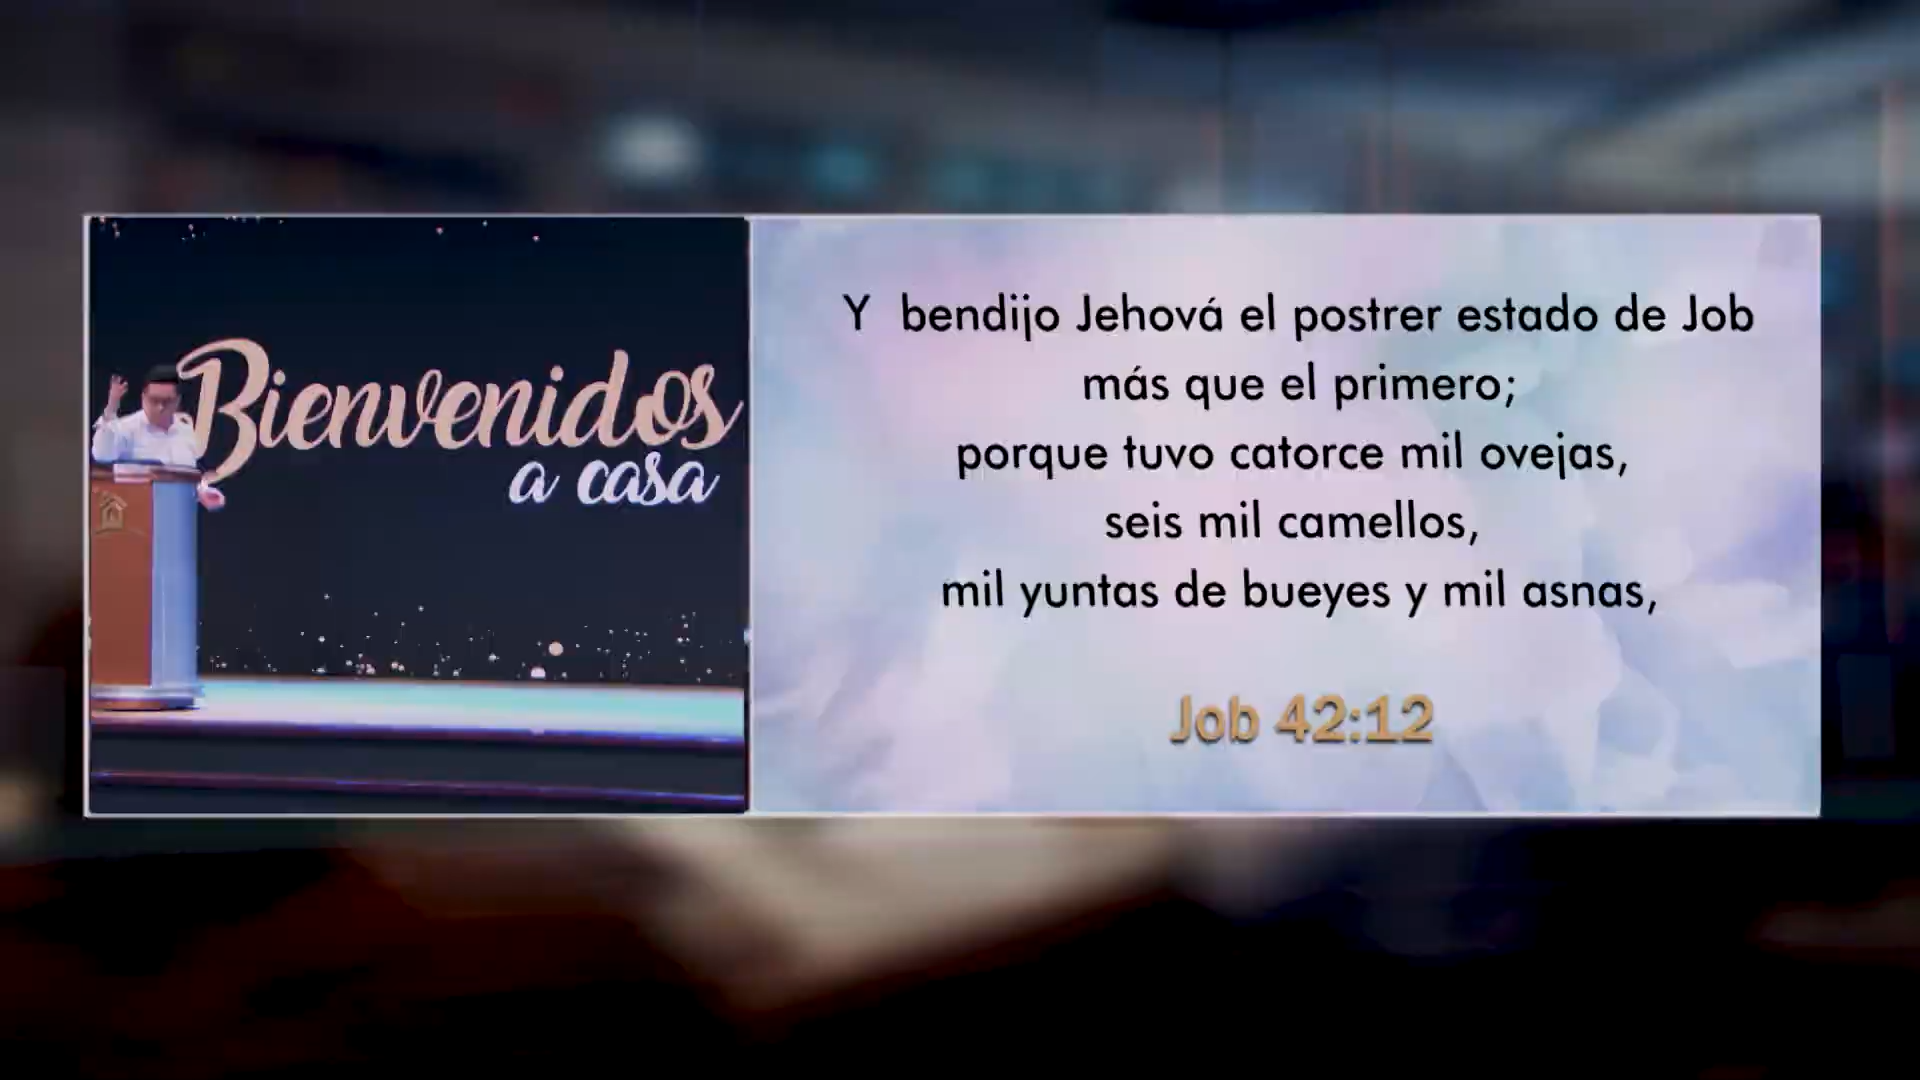 Bienvenidos
a casa
Y bendijo Jehová el postrer estado de Job
más que el primero;
porque tuvo catorce mil ovejas,
seis mil camellos,
mil yuntas de bueyes y mil asnas,
Job 42:12